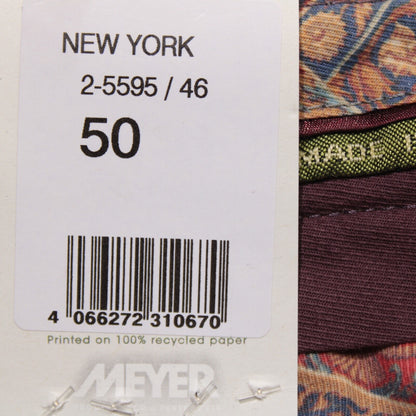 NEW YORK
2-5595 / 46
50
4 066272 310670
Printed on 100% recycled paper
MEYER
MADE